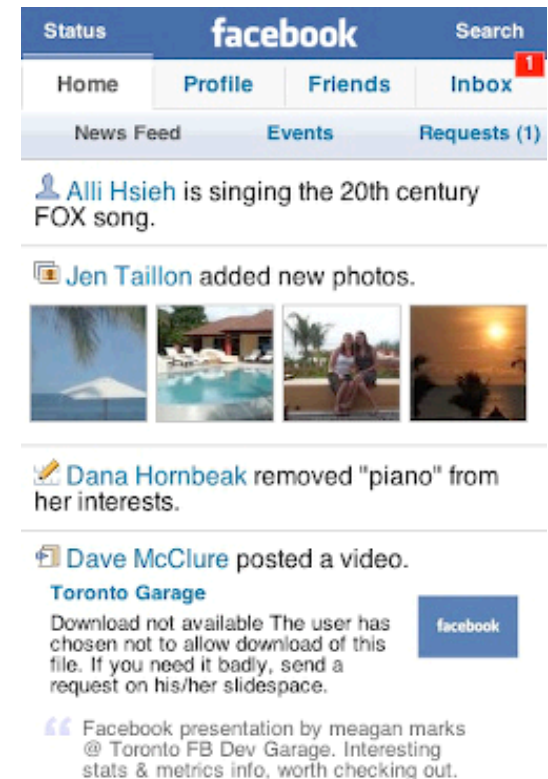 Status facebook Search
1
Home Profile Friends Inbox
News Feed Events Requests (1)
Alli Hsieh is singing the 20th century
FOX song.
Jen Taillon added new photos.
Dana Hornbeak removed "piano" from
her interests.
Dave McClure posted a video.
Toronto Garage
Download not available The user has
chosen not to allow download of this
file. If you need it badly, send a
request on his/her slidespace.
facebook
Facebook presentation by meagan marks
@ Toronto FB Dev Garage. Interesting
stats & metrics info, worth checking out.